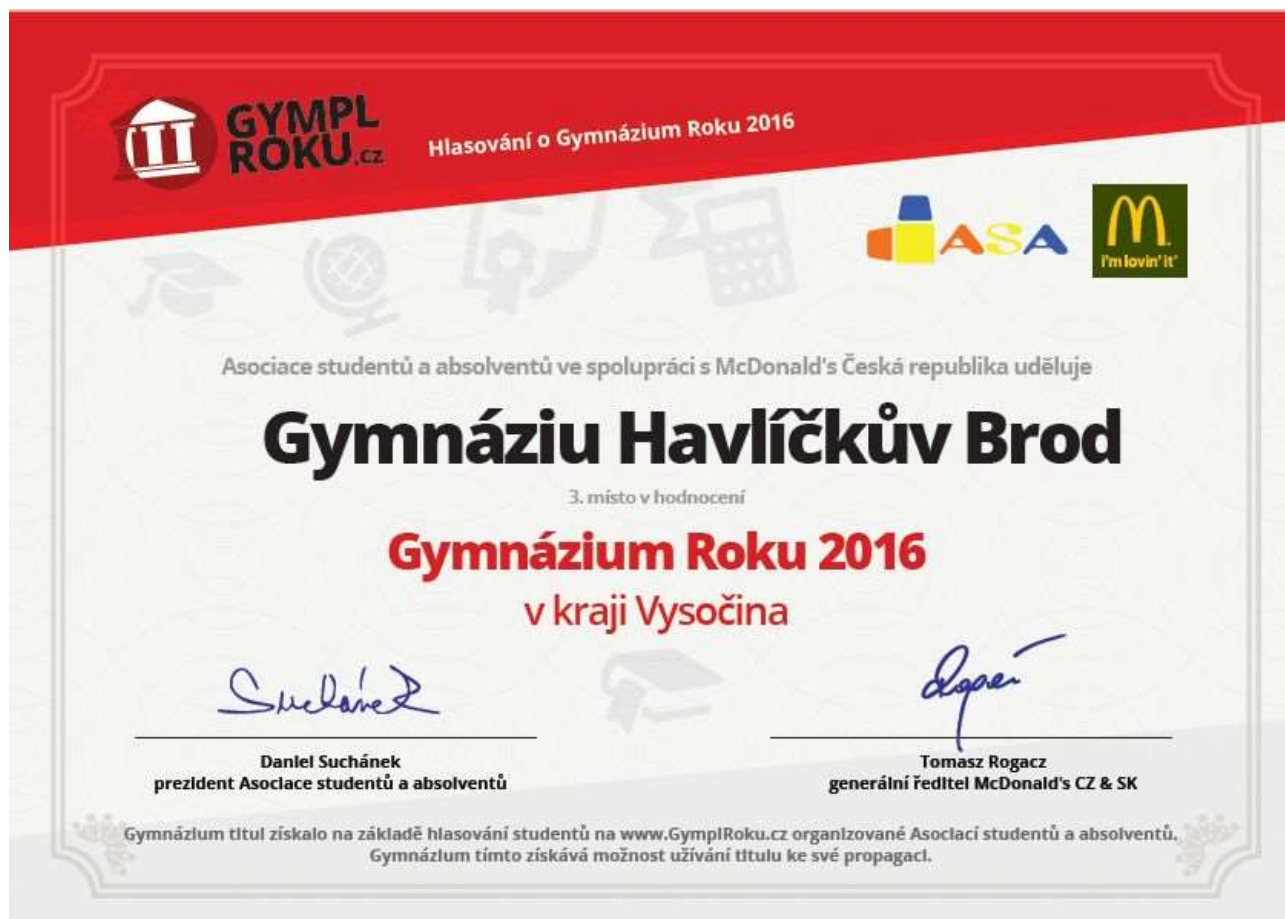 GYMPL
ROKU.cz
Hlasování o Gymnázium Roku 2016
ASA
i'm lovin' it
Asociace studentů a absolventů ve spolupráci s McDonald's Česká republika uděluje
Gymnáziu Havlíčkův Brod
3. místo v hodnocení
Gymnázium Roku 2016
v kraji Vysočina
Suchánek
Daniel Suchánek
prezident Asociace studentů a absolventů
Tomasz Rogacz
generální ředitel McDonald's CZ & SK
Gymnázium titul získalo na základě hlasování studentů na www.GymplRoku.cz organizované Asociací studentů a absolventů.
Gymnázium tímto získává možnost užívání titulu ke své propagaci.